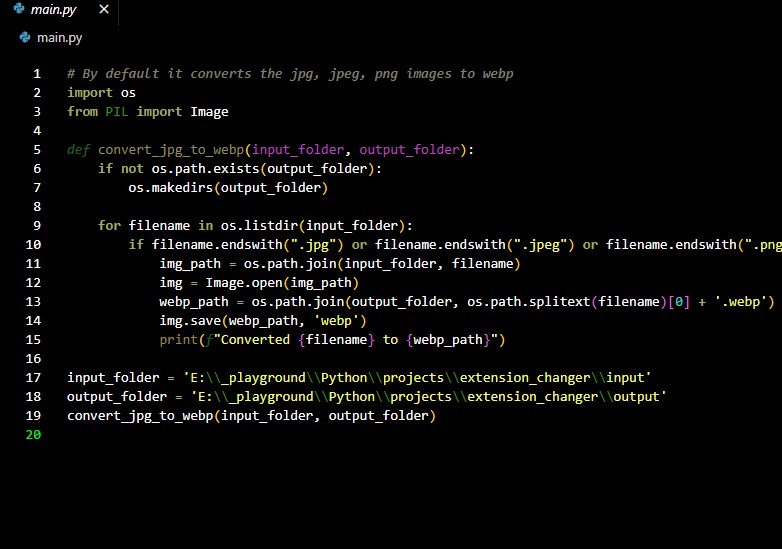 main.py ×
main.py
1 # By default it converts the jpg, jpeg, png images to webp
2 import os
3 from PIL import Image
4
5 def convert_jpg_to_webp(input_folder, output_folder):
6     if not os.path.exists(output_folder):
7         os.makedirs(output_folder)
8
9     for filename in os.listdir(input_folder):
10         if filename.endswith(".jpg") or filename.endswith(".jpeg") or filename.endswith(".png
11             img_path = os.path.join(input_folder, filename)
12             img = Image.open(img_path)
13             webp_path = os.path.join(output_folder, os.path.splitext(filename)[0] + '.webp')
14             img.save(webp_path, 'webp')
15             print(f"Converted {filename} to {webp_path}")
16
17 input_folder = 'E:\\_playground\\Python\\projects\\extension_changer\\input'
18 output_folder = 'E:\\_playground\\Python\\projects\\extension_changer\\output'
19 convert_jpg_to_webp(input_folder, output_folder)
20